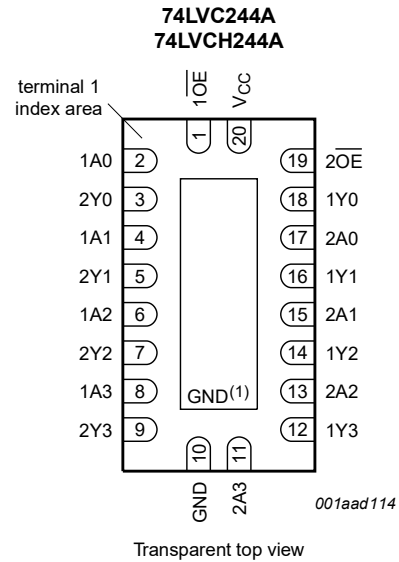 74LVC244A
74LVCH244A
terminal 1
index area
1OE
VCC
1
20
1A0 2 19 2OE
2Y0 3 18 1Y0
1A1 4 17 2A0
2Y1 5 16 1Y1
1A2 6 15 2A1
2Y2 7 14 1Y2
1A3 8 GND(1) 13 2A2
2Y3 9 12 1Y3
10
11
GND
2A3
001aad114
Transparent top view